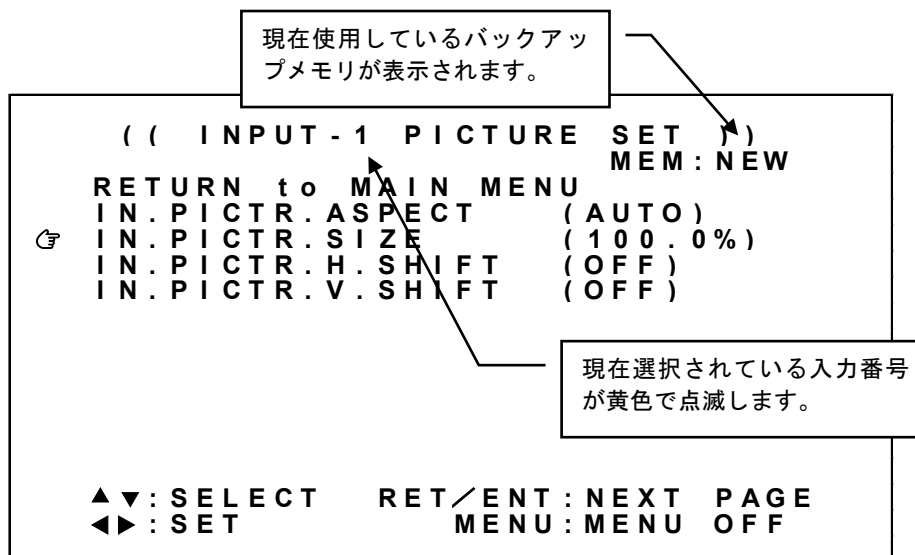 現在使用しているバックアッ
プメモリが表示されます。
(( INPUT-1 PICTURE SET ))
MEM:NEW
RETURN to MAIN MENU
IN.PICTR.ASPECT (AUTO)
IN.PICTR.SIZE (100.0%)
IN.PICTR.H.SHIFT (OFF)
IN.PICTR.V.SHIFT (OFF)
現在選択されている入力番号
が黄色で点滅します。
▲▼:SELECT RET/ENT:NEXT PAGE
◀▶:SET MENU:MENU OFF